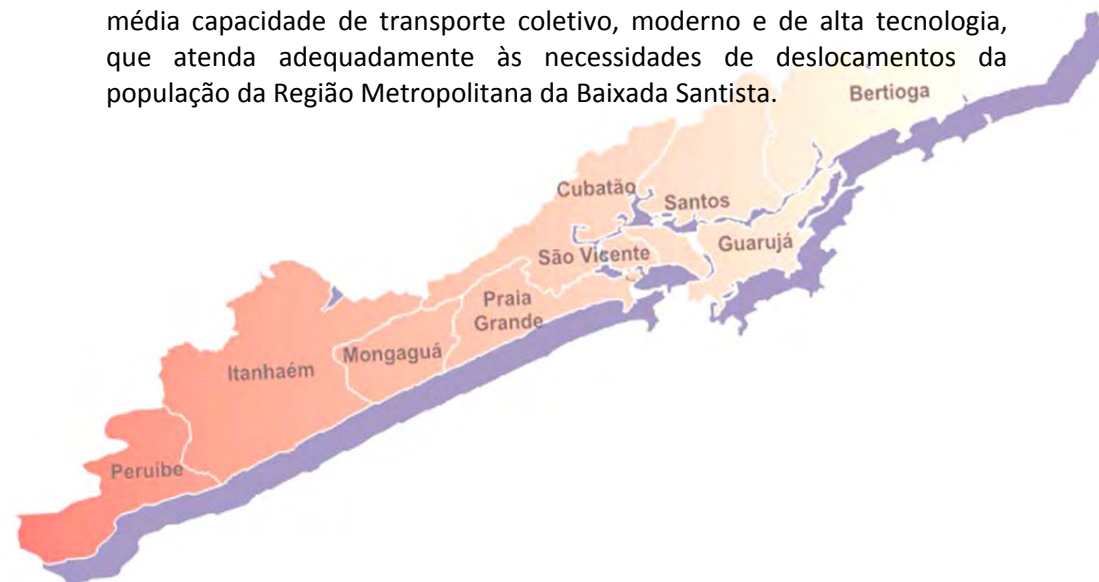 média capacidade de transporte coletivo, moderno e de alta tecnologia,
que atenda adequadamente às necessidades de deslocamentos da
população da Região Metropolitana da Baixada Santista.
Bertioga
Cubatão
Santos
Guarujá
São Vicente
Praia
Grande
Mongaguá
Itanhaém
Peruíbe